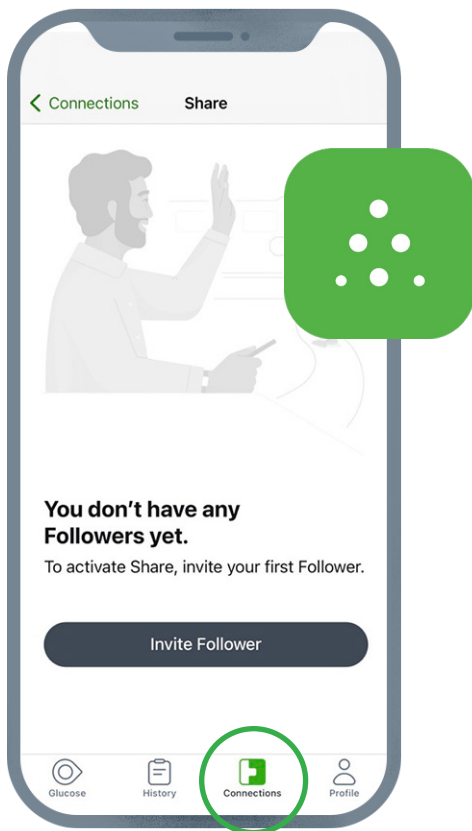 Connections Share
You don't have any
Followers yet.
To activate Share, invite your first Follower.
Invite Follower
Glucose History Connections Profile